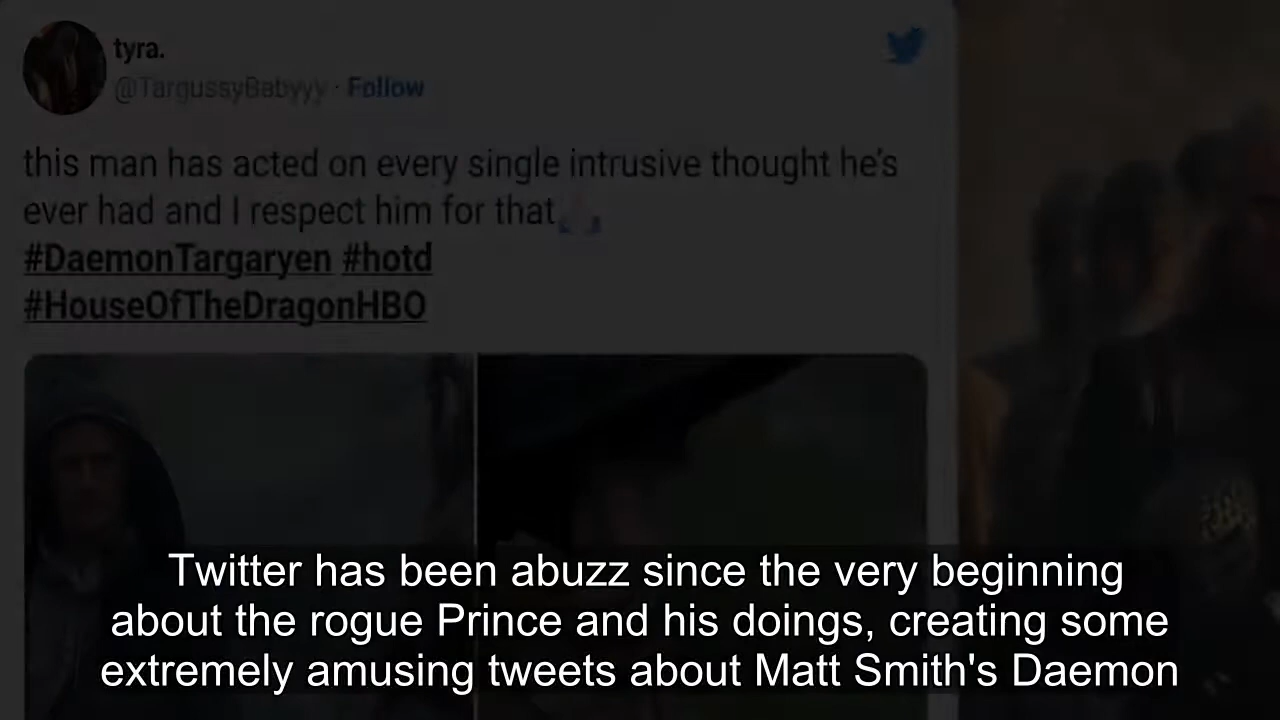 tyra.
@TargussyBabyyy · Follow
this man has acted on every single intrusive thought he's
ever had and I respect him for that
#DaemonTargaryen #hotd
#HouseOfTheDragonHBO
Twitter has been abuzz since the very beginning
about the rogue Prince and his doings, creating some
extremely amusing tweets about Matt Smith's Daemon